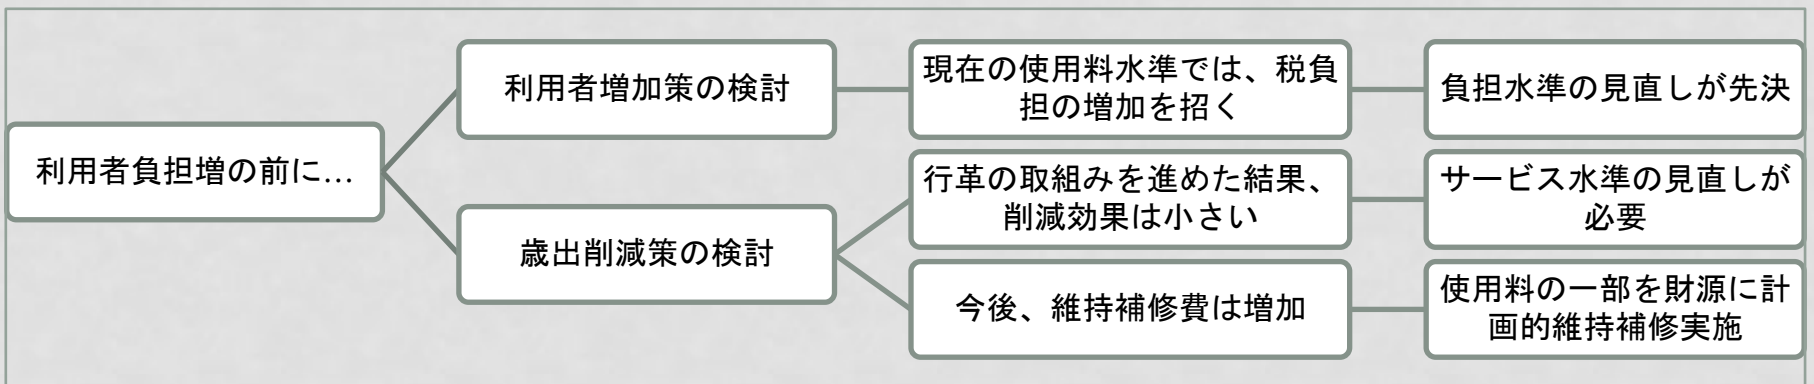 利用者負担増の前に…
利用者増加策の検討
現在の使用料水準では、税負
担の増加を招く
負担水準の見直しが先決
歳出削減策の検討
行革の取組みを進めた結果、
削減効果は小さい
サービス水準の見直しが
必要
今後、維持補修費は増加
使用料の一部を財源に計
画的維持補修実施